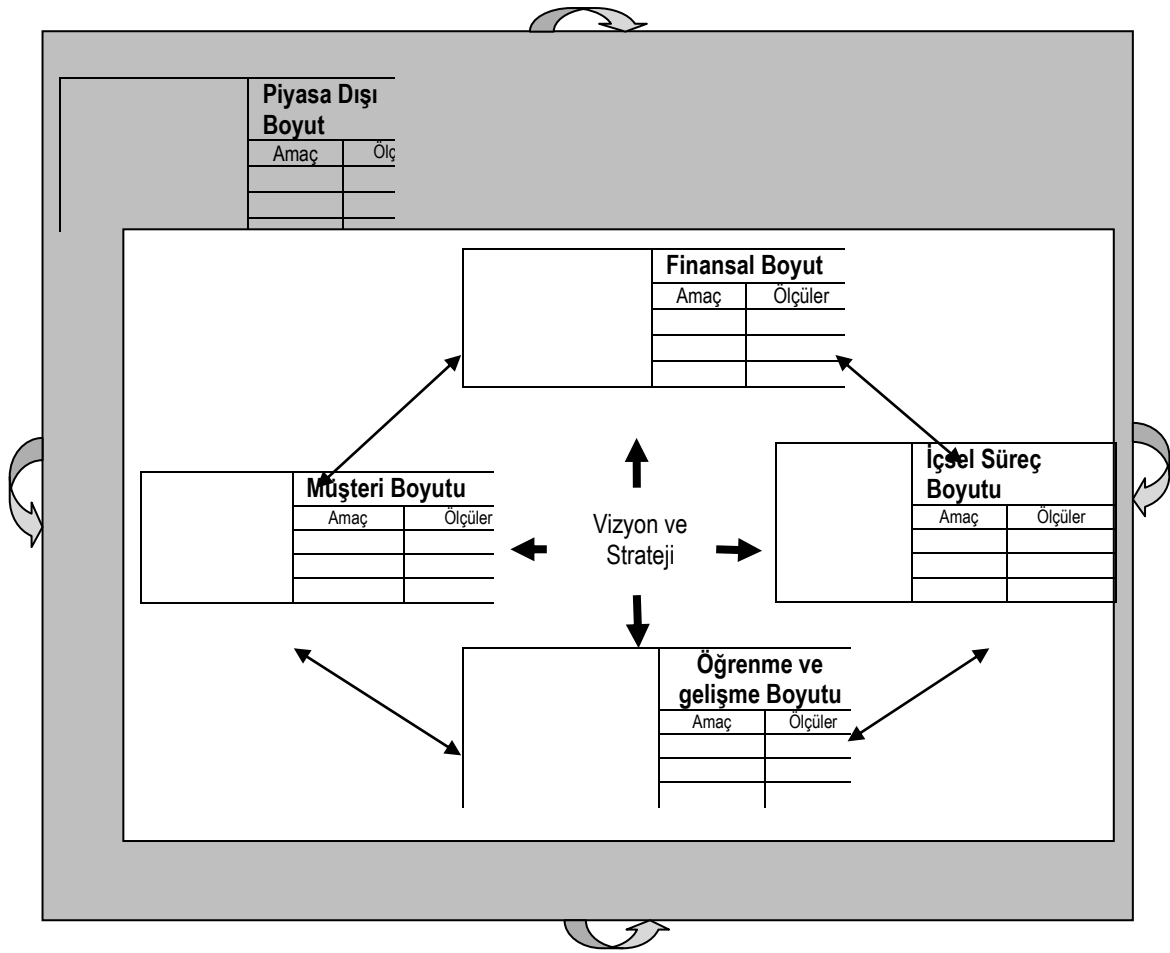 Piyasa Dışı
Boyut
Amaç Ölç
Finansal Boyut
Amaç Ölçüler
Müşteri Boyutu
Amaç Ölçüler
Vizyon ve
Strateji
İçsel Süreç
Boyutu
Amaç Ölçüler
Öğrenme ve
gelişme Boyutu
Amaç Ölçüler